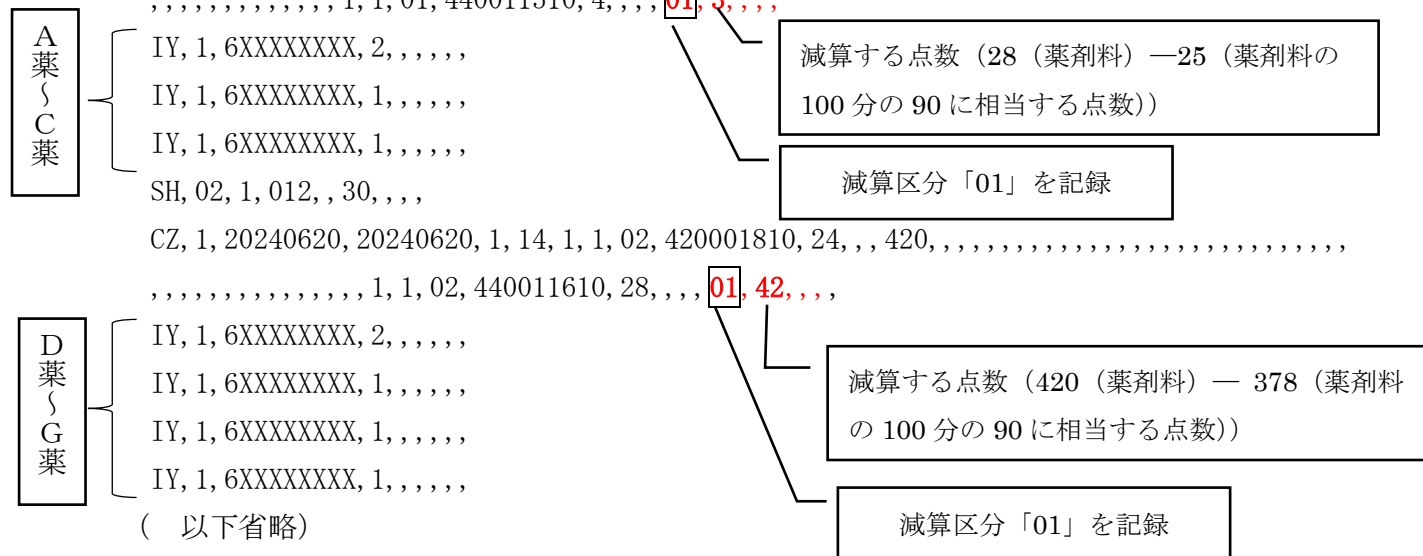 ,,,,,,,,,,,,,1,1,01,440011510,4,,,,01,3,,,,
A薬～C薬
IY,1,6XXXXXXXX,2,,,,,,
IY,1,6XXXXXXXX,1,,,,,,
IY,1,6XXXXXXXX,1,,,,,,
減算する点数（28（薬剤料）―25（薬剤料の
100分の90に相当する点数））
減算区分「01」を記録
SH,02,1,012,,30,,,,
CZ,1,20240620,20240620,1,14,1,1,02,420001810,24,,,420,,,,,,,,,,,,,,,,,,,,,,,,,,,,
,,,,,,,,,,,,,,,1,1,02,440011610,28,,,,01,42,,,,
D薬～G薬
IY,1,6XXXXXXXX,2,,,,,,
IY,1,6XXXXXXXX,1,,,,,,
IY,1,6XXXXXXXX,1,,,,,,
IY,1,6XXXXXXXX,1,,,,,,
減算する点数（420（薬剤料）― 378（薬剤料
の100分の90に相当する点数））
減算区分「01」を記録
(　以下省略)